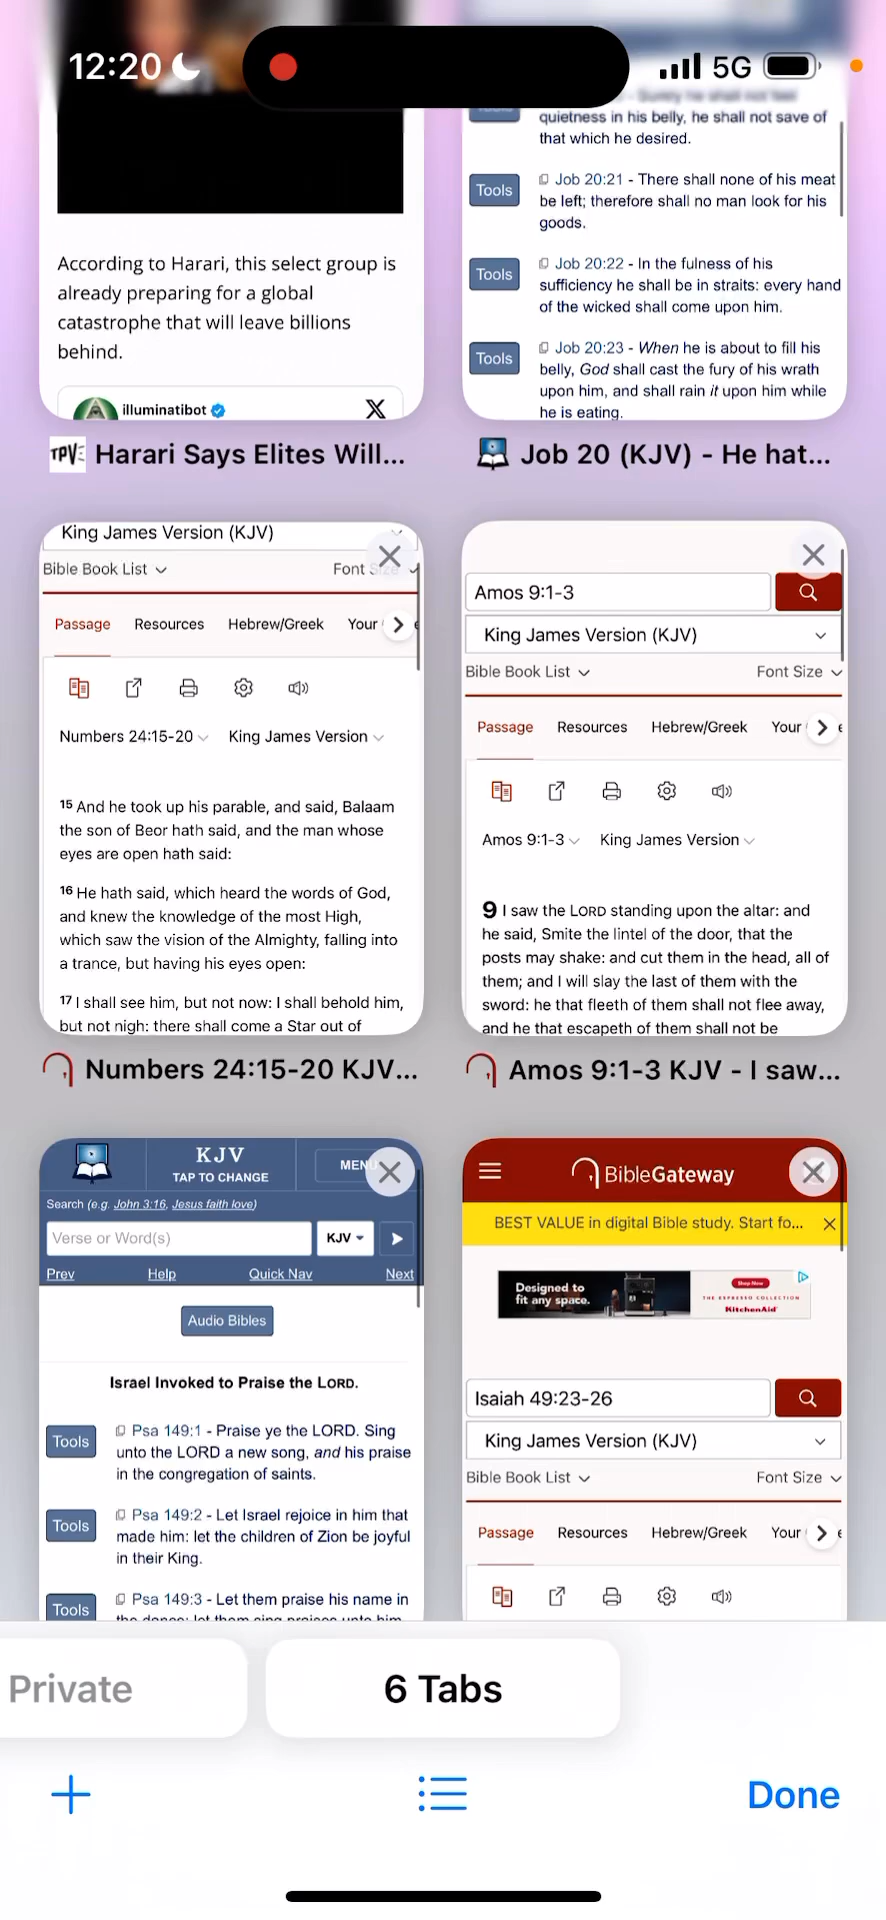 12:20
5G
According to Harari, this select group is
already preparing for a global
catastrophe that will leave billions
behind.
illuminatibot
X
TPV Harari Says Elites Will...
quietness in his belly, he shall not save of
that which he desired.
Tools
Job 20:21 - There shall none of his meat
be left; therefore shall no man look for his
goods.
Tools
Job 20:22 - In the fulness of his
sufficiency he shall be in straits: every hand
of the wicked shall come upon him.
Tools
Job 20:23 - When he is about to fill his
belly, God shall cast the fury of his wrath
upon him, and shall rain it upon him while
he is eating.
Job 20 (KJV) - He hat...
King James Version (KJV)
Bible Book List
Font Size
Passage Resources Hebrew/Greek Your
Numbers 24:15-20 King James Version
15 And he took up his parable, and said, Balaam
the son of Beor hath said, and the man whose
eyes are open hath said:
16 He hath said, which heard the words of God,
and knew the knowledge of the most High,
which saw the vision of the Almighty, falling into
a trance, but having his eyes open:
17 I shall see him, but not now: I shall behold him,
but not nigh: there shall come a Star out of
Numbers 24:15-20 KJV...
Amos 9:1-3
King James Version (KJV)
Bible Book List
Font Size
Passage Resources Hebrew/Greek Your
Amos 9:1-3 King James Version
9 I saw the LORD standing upon the altar: and
he said, Smite the lintel of the door, that the
posts may shake: and cut them in the head, all of
them; and I will slay the last of them with the
sword: he that fleeth of them shall not flee away,
and he that escapeth of them shall not be
Amos 9:1-3 KJV - I saw...
KJV
TAP TO CHANGE
MENU
Search (e.g. John 3:16, Jesus faith love)
Verse or Word(s)
KJV
Prev Help Quick Nav Next
Audio Bibles
Israel Invoked to Praise the LORD.
Tools
Psa 149:1 - Praise ye the LORD. Sing
unto the LORD a new song, and his praise
in the congregation of saints.
Tools
Psa 149:2 - Let Israel rejoice in him that
made him: let the children of Zion be joyful
in their King.
Tools
Psa 149:3 - Let them praise his name in
the dance: let them sing praises unto him
BibleGateway
BEST VALUE in digital Bible study. Start fo...
Designed to
fit any space.
Shop Now
THE ESPRESSO COLLECTION
KitchenAid
Isaiah 49:23-26
King James Version (KJV)
Bible Book List
Font Size
Passage Resources Hebrew/Greek Your
Private
6 Tabs
Done